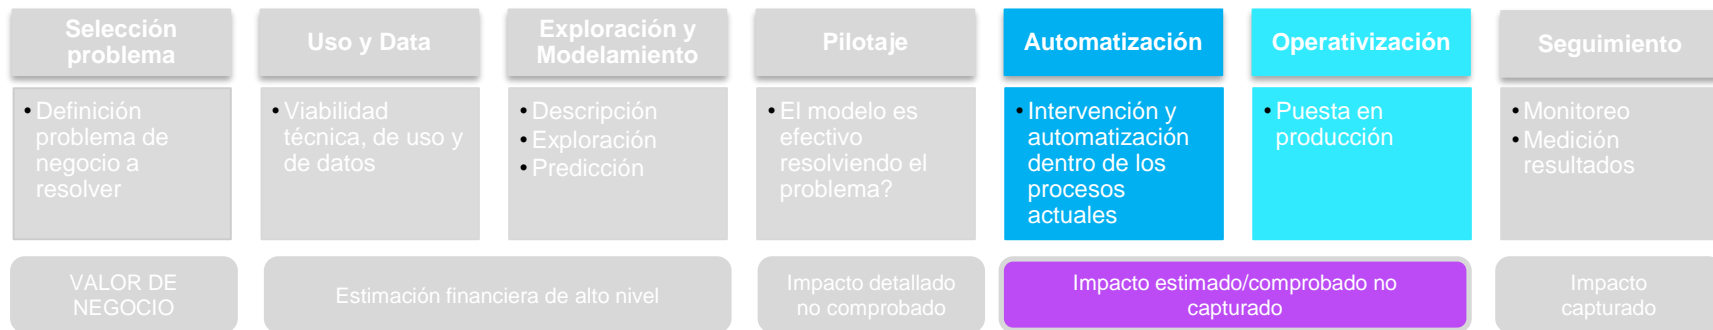 Selección
problema
Uso y Data
Exploración y
Modelamiento
Pilotaje
Automatización
Operativización
Seguimiento
• Definición
problema de
negocio a
resolver
• Viabilidad
técnica, de uso y
de datos
• Descripción
• Exploración
• Predicción
• El modelo es
efectivo
resolviendo el
problema?
• Intervención y
automatización
dentro de los
procesos
actuales
• Puesta en
producción
• Monitoreo
• Medición
resultados
VALOR DE
NEGOCIO
Estimación financiera de alto nivel
Impacto detallado
no comprobado
Impacto estimado/comprobado no
capturado
Impacto
capturado